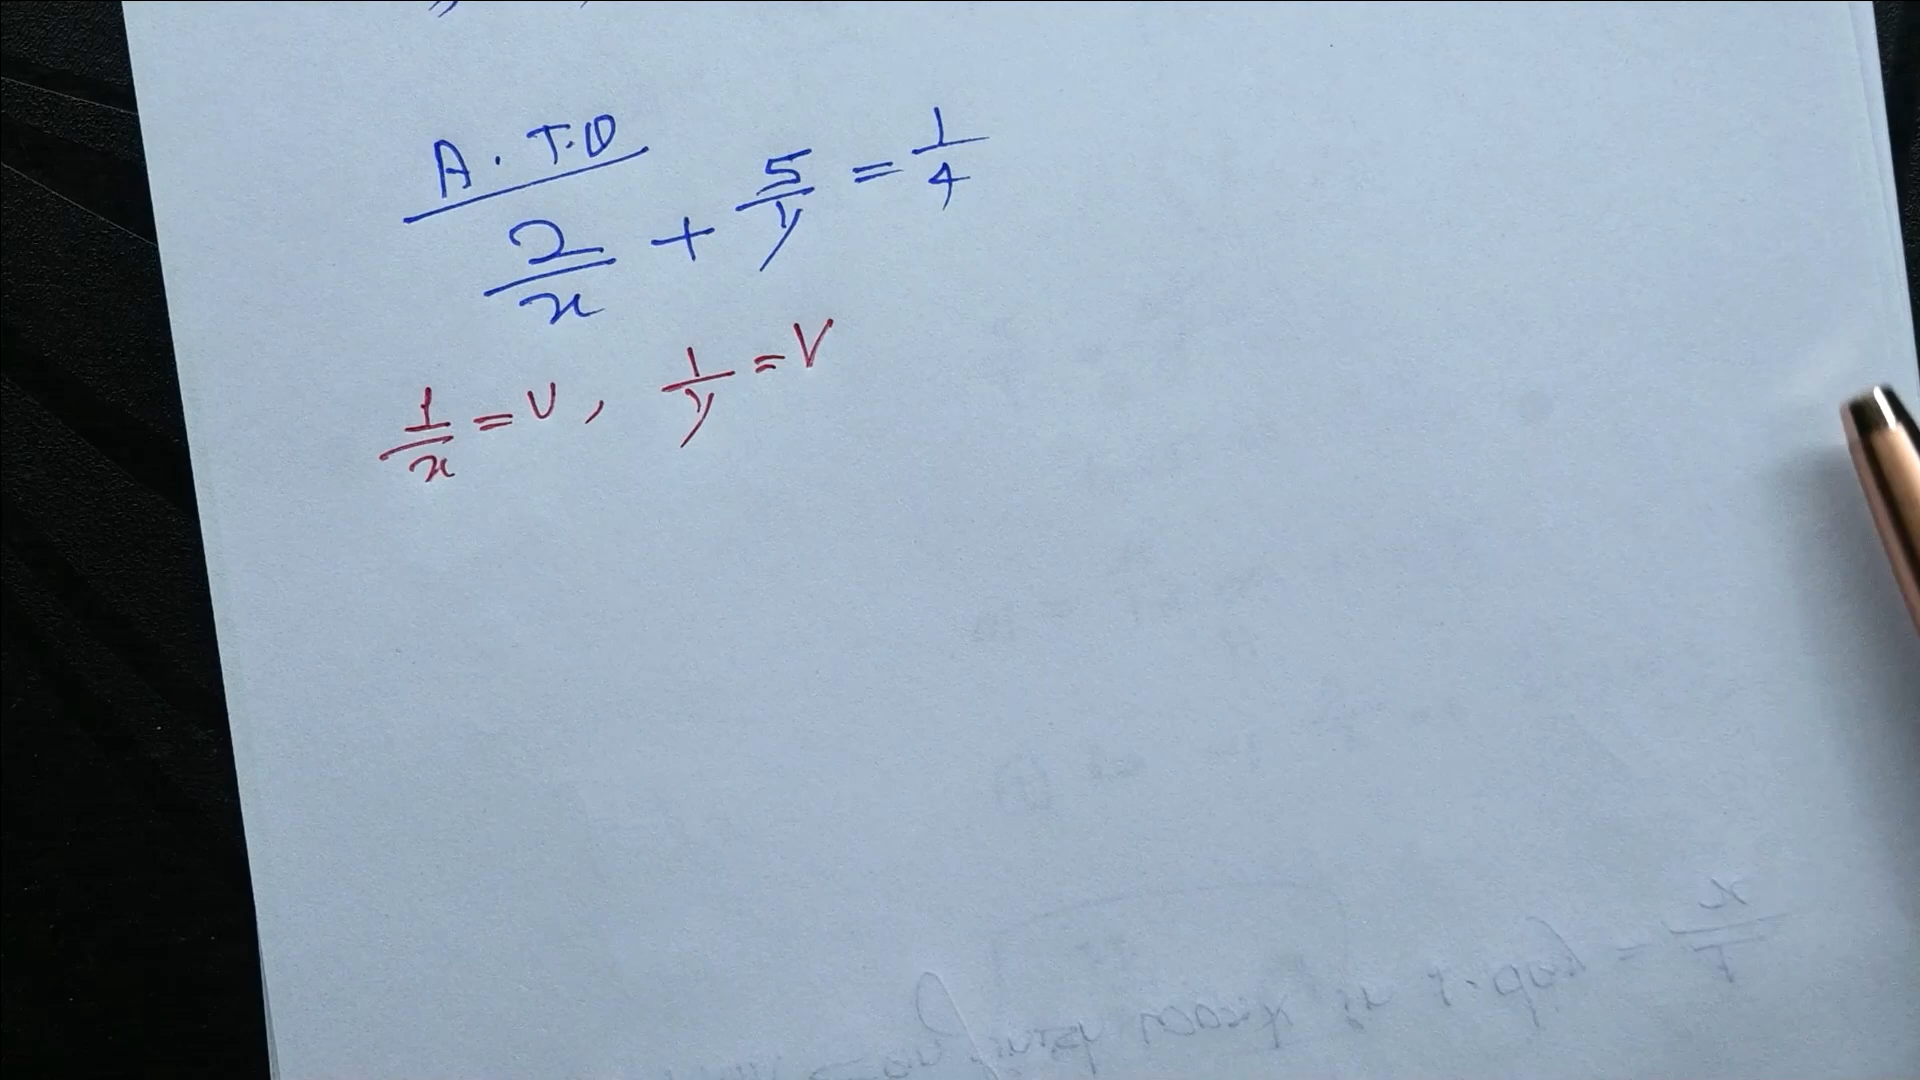 A.T.Q
2/x + 5/y = 1/4
1/x = U, 1/y = V